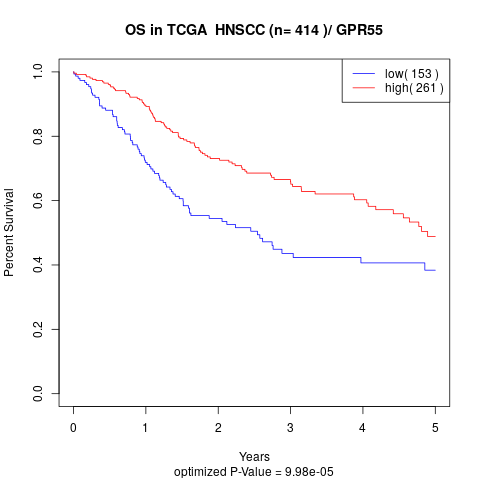 OS in TCGA  HNSCC (n= 414 )/ GPR55
low( 153 )
high( 261 )
Percent Survival
1.0
0.8
0.6
0.4
0.2
0.0
0 1 2 3 4 5
Years
optimized P-Value = 9.98e-05